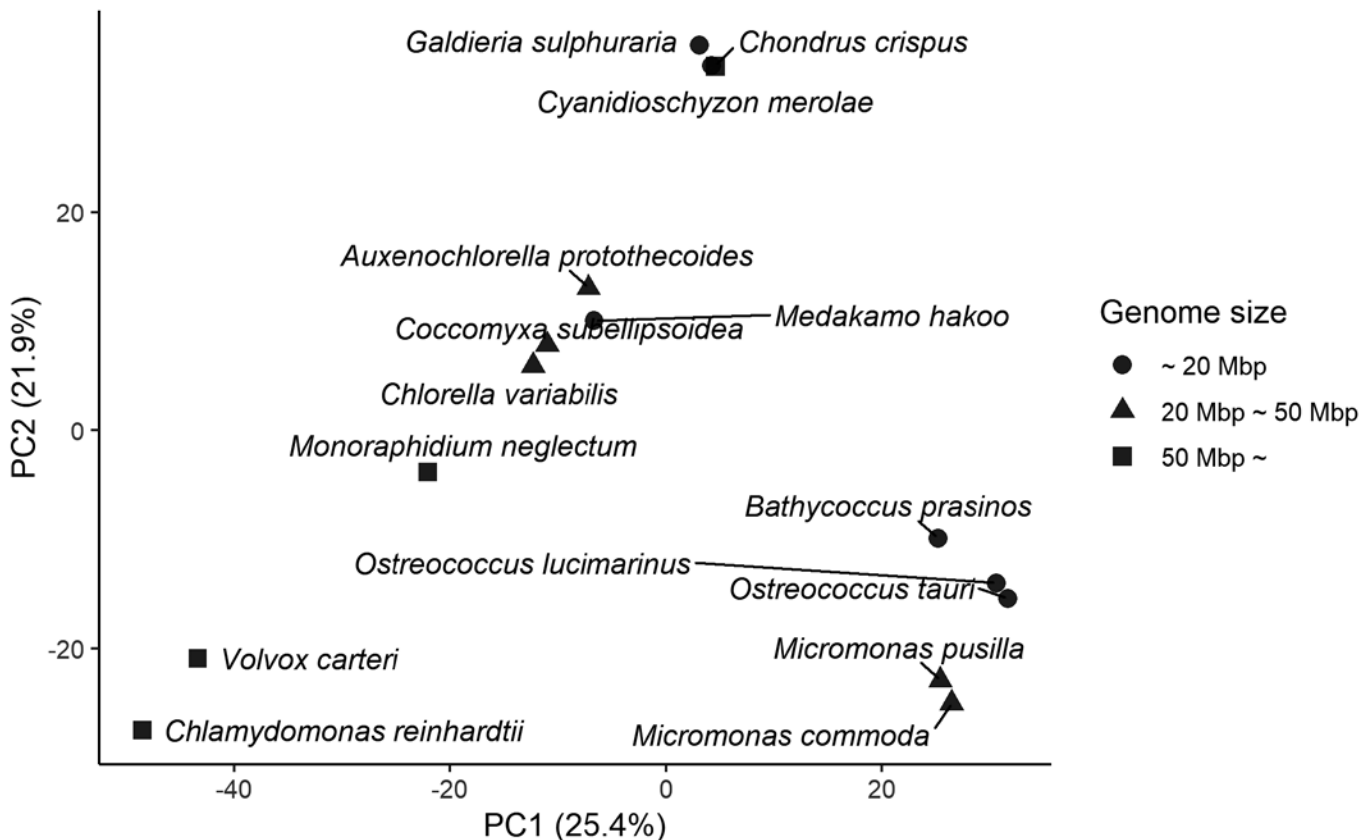 Galdieria sulphuraria
Chondrus crispus
Cyanidioschyzon merolae
20
Auxenochlorella protothecoides
Medakamo hakoo
Coccomyxa subellipsoidea
Chlorella variabilis
0
Monoraphidium neglectum
Bathycoccus prasinos
Ostreococcus lucimarinus
Ostreococcus tauri
-20
Volvox carteri
Micromonas pusilla
Chlamydomonas reinhardtii
Micromonas commoda
PC2 (21.9%)
-40
-20
0
20
PC1 (25.4%)
Genome size
~ 20 Mbp
20 Mbp ~ 50 Mbp
50 Mbp ~